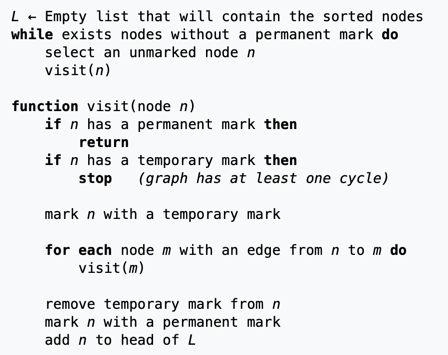 L ← Empty list that will contain the sorted nodes
while exists nodes without a permanent mark do
    select an unmarked node n
    visit(n)

function visit(node n)
    if n has a permanent mark then
        return
    if n has a temporary mark then
        stop   (graph has at least one cycle)

    mark n with a temporary mark

    for each node m with an edge from n to m do
        visit(m)

    remove temporary mark from n
    mark n with a permanent mark
    add n to head of L